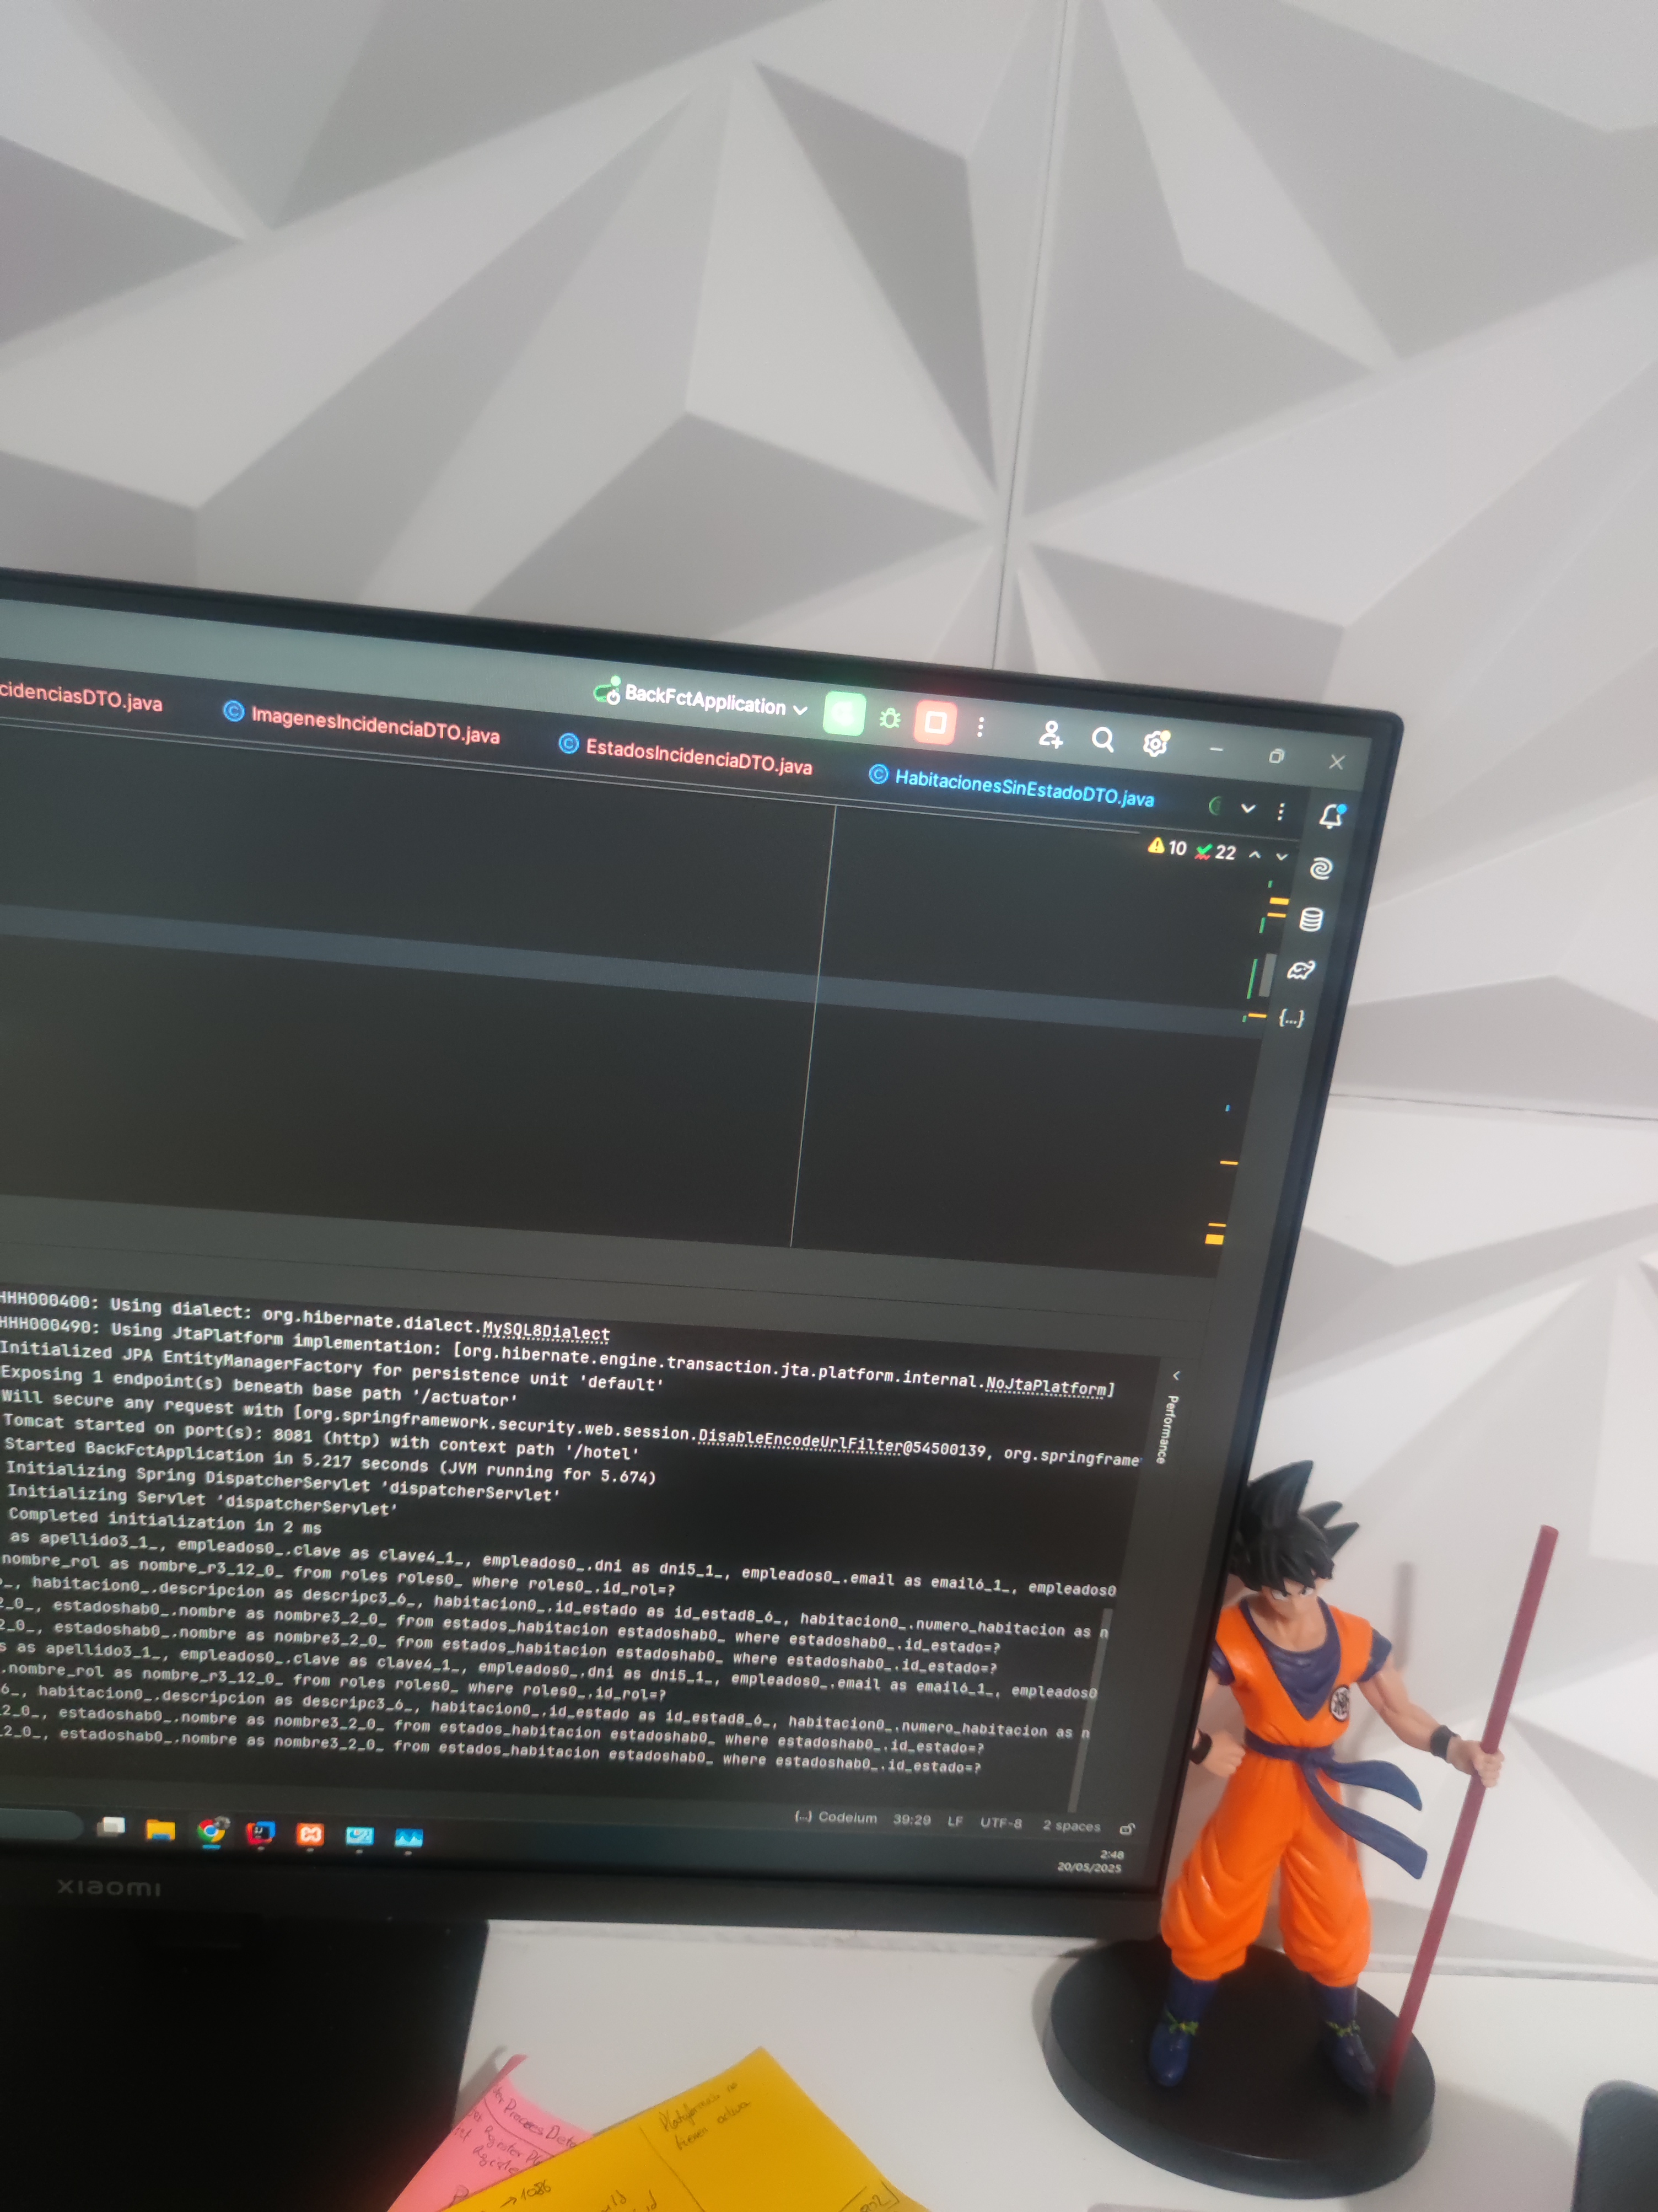 BackFctApplication
cidenciasDTO.java
ImagenesIncidenciaDTO.java
EstadosIncidenciaDTO.java
HabitacionesSinEstadoDTO.java
10 22
{...}
HHH000400: Using dialect: org.hibernate.dialect.MySQL8Dialect
HHH000490: Using JtaPlatform implementation: [org.hibernate.engine.transaction.jta.platform.internal.NoJtaPlatform]
Initialized JPA EntityManagerFactory for persistence unit 'default'
Exposing 1 endpoint(s) beneath base path '/actuator'
Will secure any request with [org.springframework.security.web.session.DisableEncodeUrlFilter@54500139, org.springframe
Tomcat started on port(s): 8081 (http) with context path '/hotel'
Started BackFctApplication in 5.217 seconds (JVM running for 5.674)
Initializing Spring DispatcherServlet 'dispatcherServlet'
Initializing Servlet 'dispatcherServlet'
Completed initialization in 2 ms
as apellido3_1_, empleados0_.clave as clave4_1_, empleados0_.dni as dni5_1_, empleados0_.email as email6_1_, empleados0
nombre_rol as nombre_r3_12_0_ from roles roles0_ where roles0_.id_rol=?
_, habitacion0_.descripcion as descripc3_6_, habitacion0_.id_estado as id_estad8_6_, habitacion0_.numero_habitacion as n
2_0_, estadoshab0_.nombre as nombre3_2_0_ from estados_habitacion estadoshab0_ where estadoshab0_.id_estado=?
2_0_, estadoshab0_.nombre as nombre3_2_0_ from estados_habitacion estadoshab0_ where estadoshab0_.id_estado=?
s as apellido3_1_, empleados0_.clave as clave4_1_, empleados0_.dni as dni5_1_, empleados0_.email as email6_1_, empleados0
.nombre_rol as nombre_r3_12_0_ from roles roles0_ where roles0_.id_rol=?
6_, habitacion0_.descripcion as descripc3_6_, habitacion0_.id_estado as id_estad8_6_, habitacion0_.numero_habitacion as n
2_0_, estadoshab0_.nombre as nombre3_2_0_ from estados_habitacion estadoshab0_ where estadoshab0_.id_estado=?
2_0_, estadoshab0_.nombre as nombre3_2_0_ from estados_habitacion estadoshab0_ where estadoshab0_.id_estado=?
Performance
{...} Codeium 39:29 LF UTF-8 2 spaces
2:48
20/05/2025
xiaomi
Process
Plataformas no
tienen activa
→1086